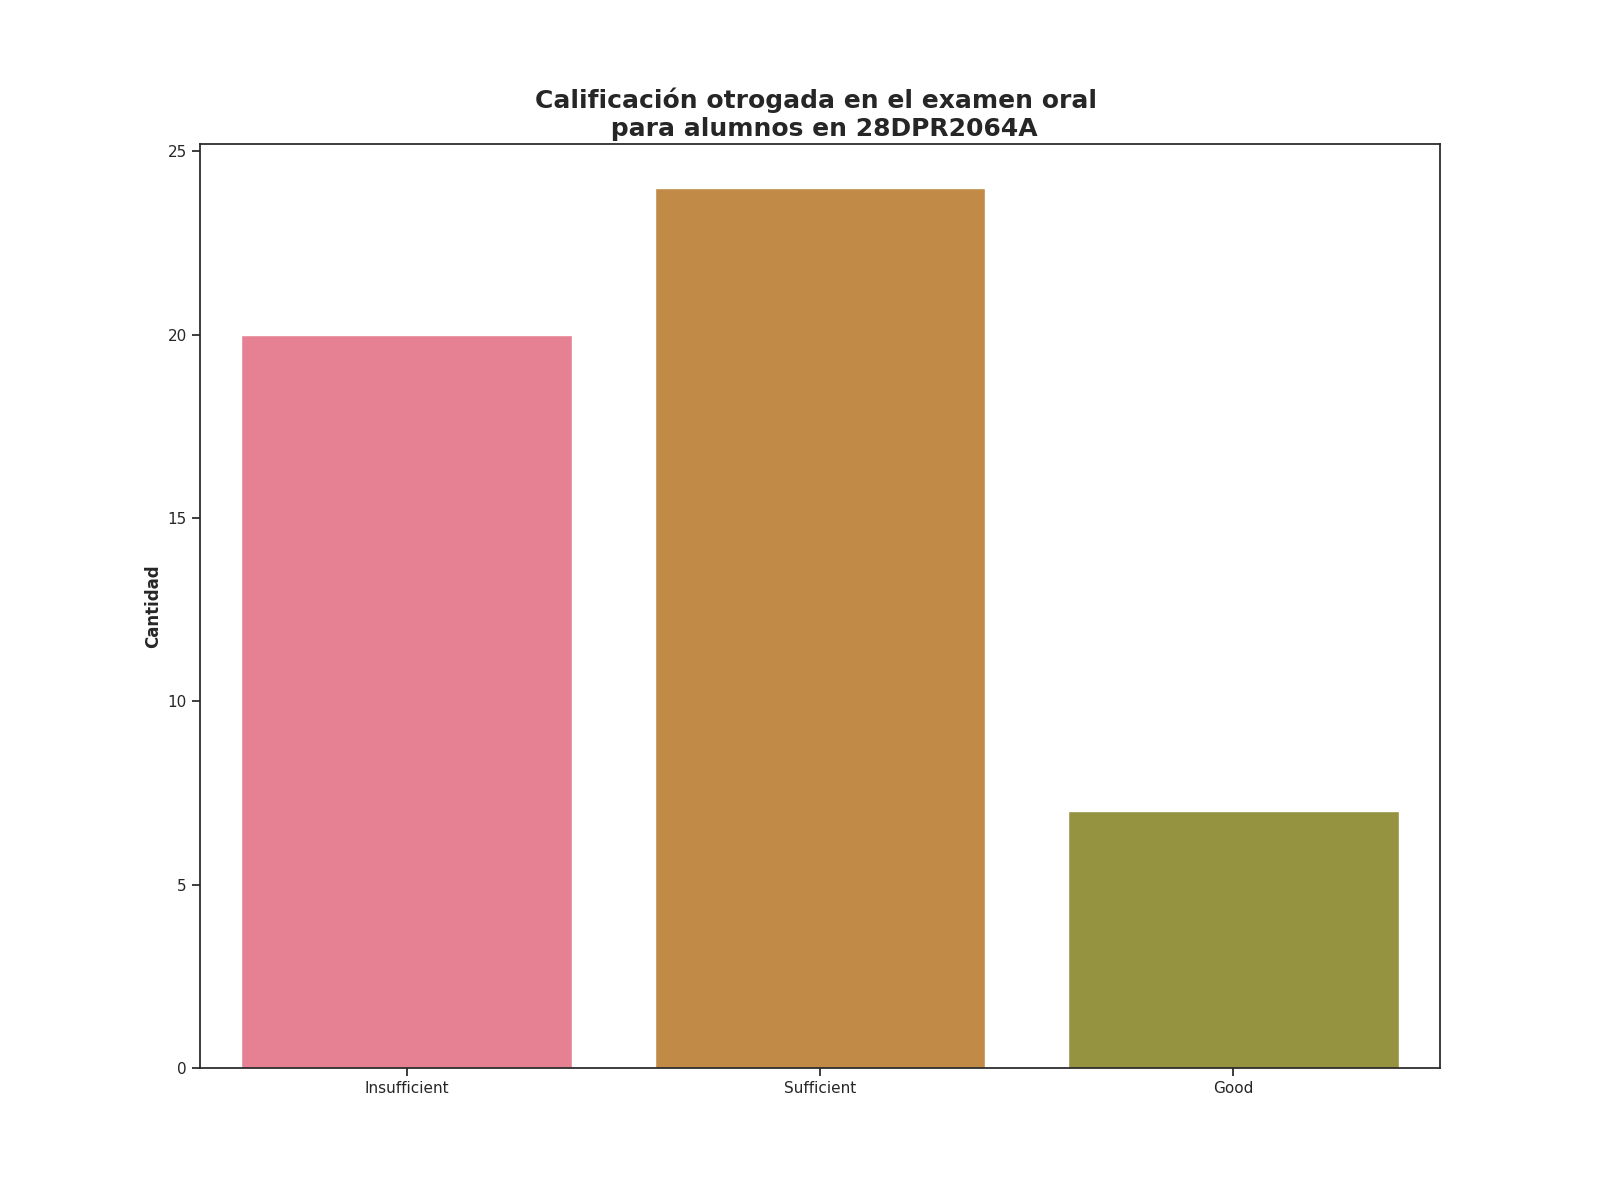 Calificación otrogada en el examen oral
para alumnos en 28DPR2064A
25
20
15
10
5
0
Cantidad
Insufficient
Sufficient
Good